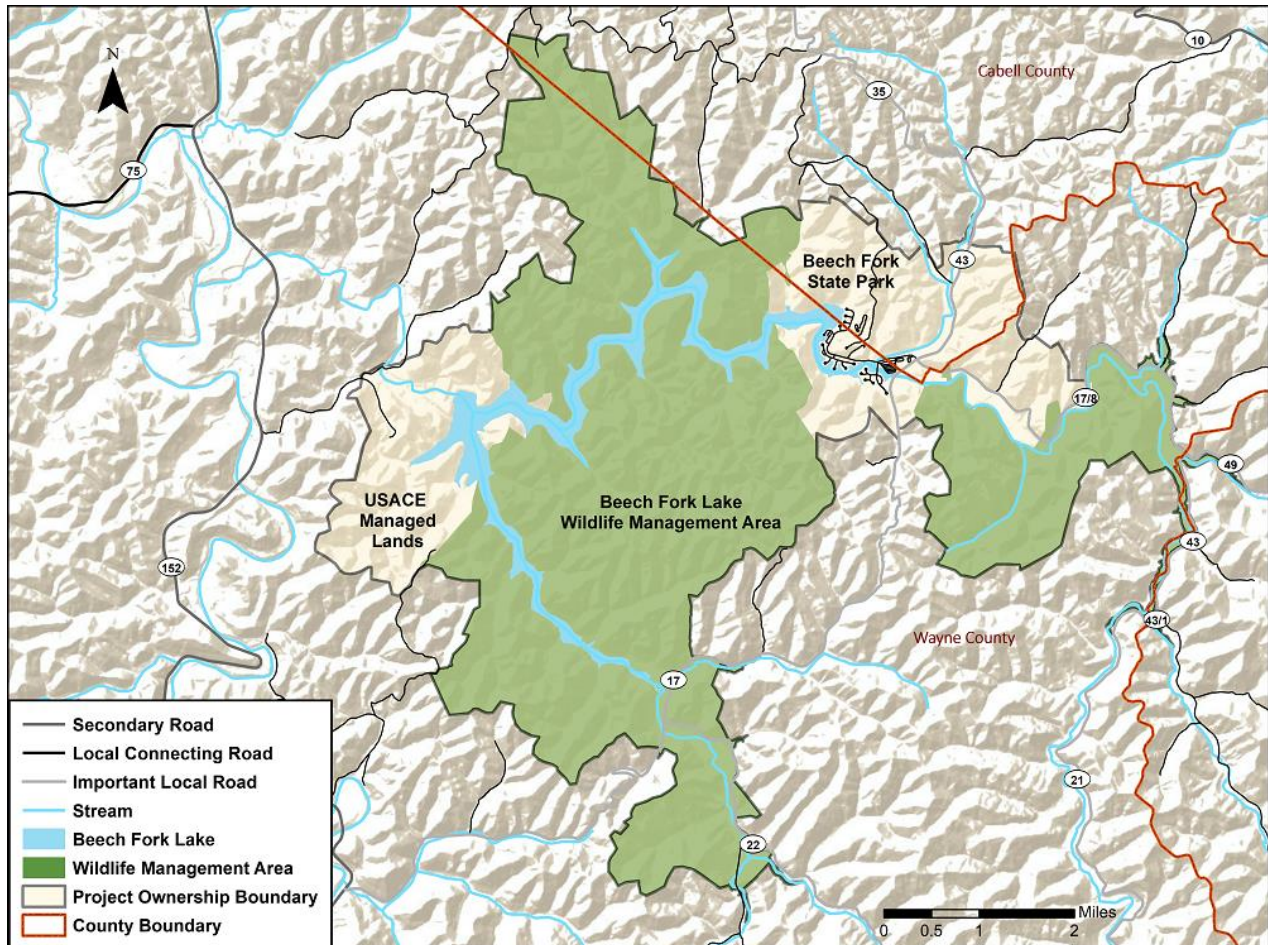 N
10
Cabell County
35
75
Beech Fork
State Park
43
17/8
49
USACE
Managed
Lands
Beech Fork Lake
Wildlife Management Area
43
152
43/1
Wayne County
17
21
22
Secondary Road
Local Connecting Road
Important Local Road
Stream
Beech Fork Lake
Wildlife Management Area
Project Ownership Boundary
County Boundary
Miles
0 0.5 1 2